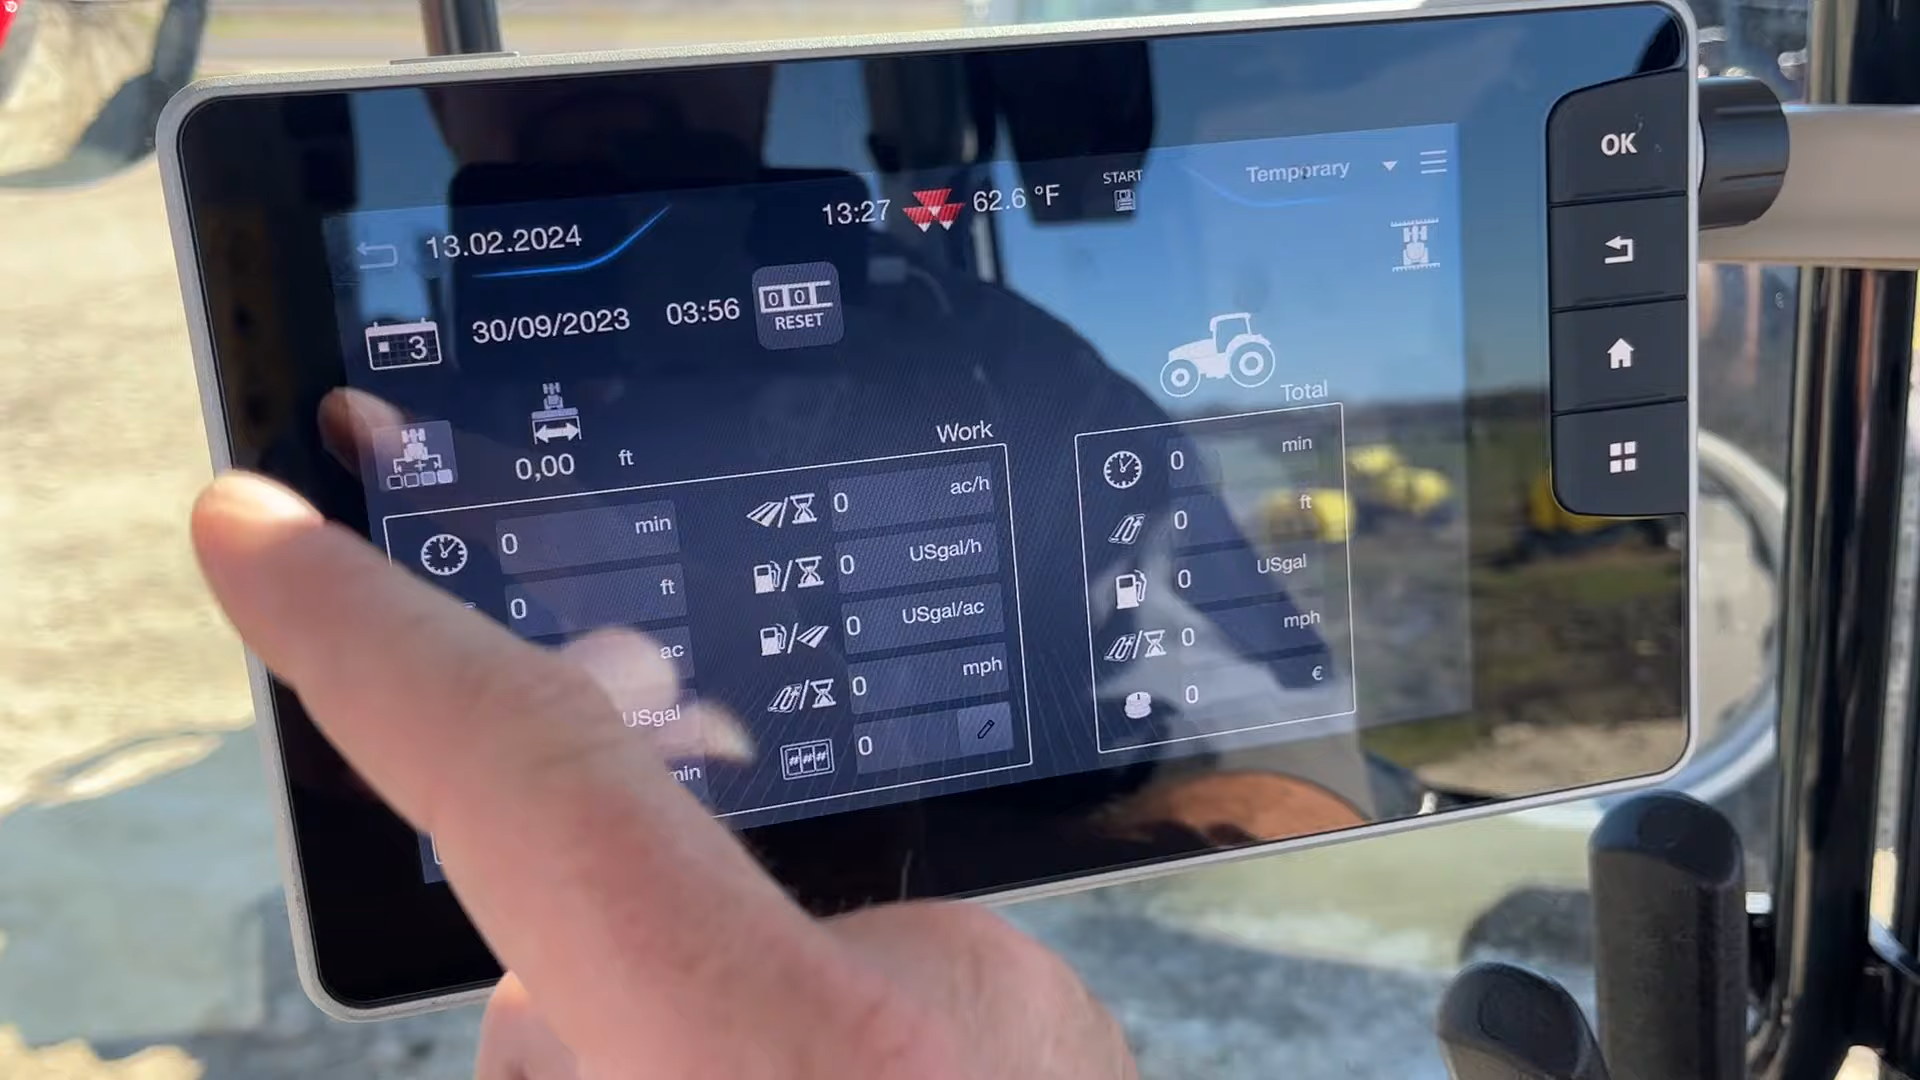 13.02.2024
13:27
62.6 °F
START
Temporary
OK
3
30/09/2023
03:56
00
RESET
0,00 ft
Work
0 min
0 ft
ac
USgal
min
0 ac/h
0 USgal/h
0 USgal/ac
0 mph
0
Total
0 min
0 ft
0 USgal
0 mph
0 €